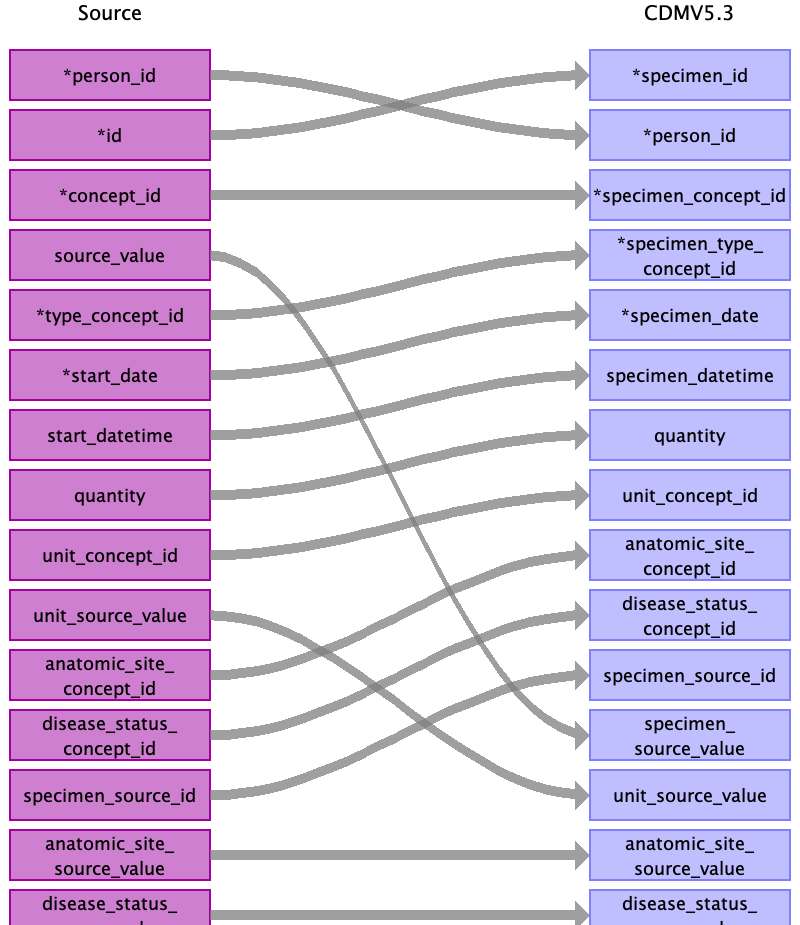 Source
CDMV5.3
*person_id
*specimen_id
*id
*person_id
*concept_id
*specimen_concept_id
source_value
*specimen_type_
concept_id
*type_concept_id
*specimen_date
*start_date
specimen_datetime
start_datetime
quantity
quantity
unit_concept_id
unit_concept_id
anatomic_site_
concept_id
unit_source_value
disease_status_
concept_id
anatomic_site_
concept_id
specimen_source_id
disease_status_
concept_id
specimen_
source_value
specimen_source_id
unit_source_value
anatomic_site_
source_value
anatomic_site_
source_value
disease_status_
disease_status_